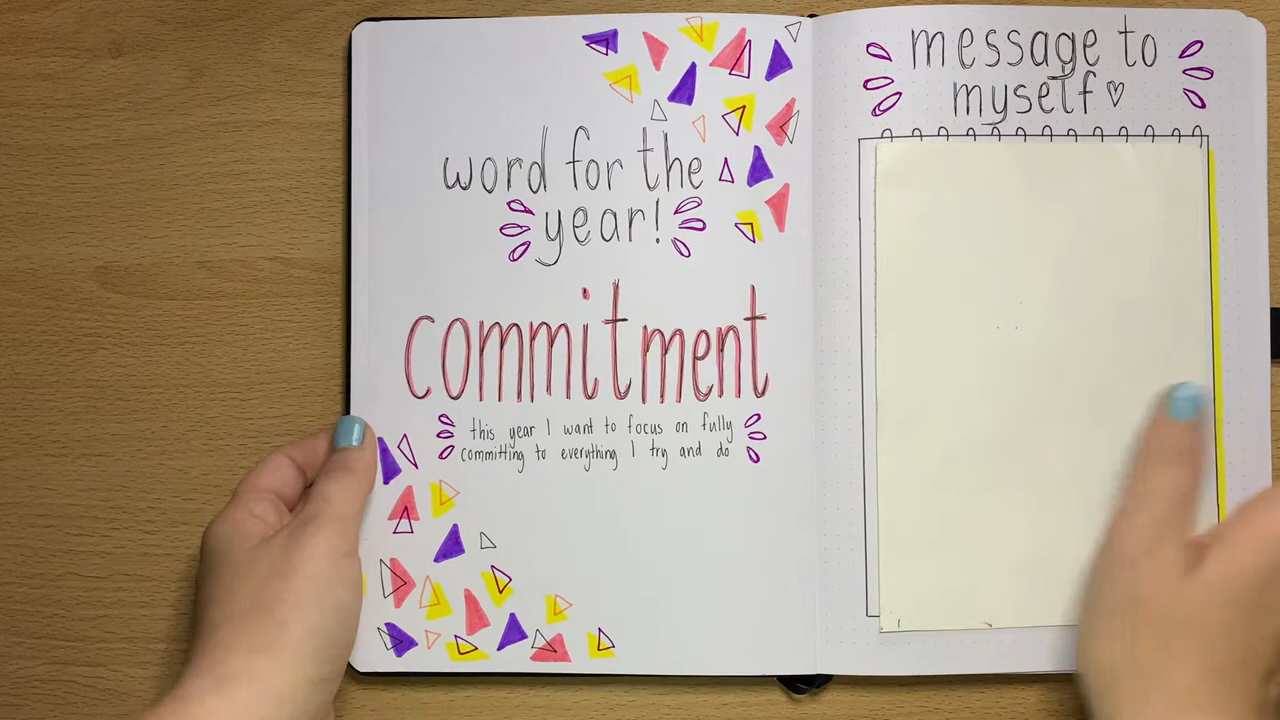 word for the
year!
commitment
this year I want to focus on fully
committing to everything I try and do
message to
myself ♡